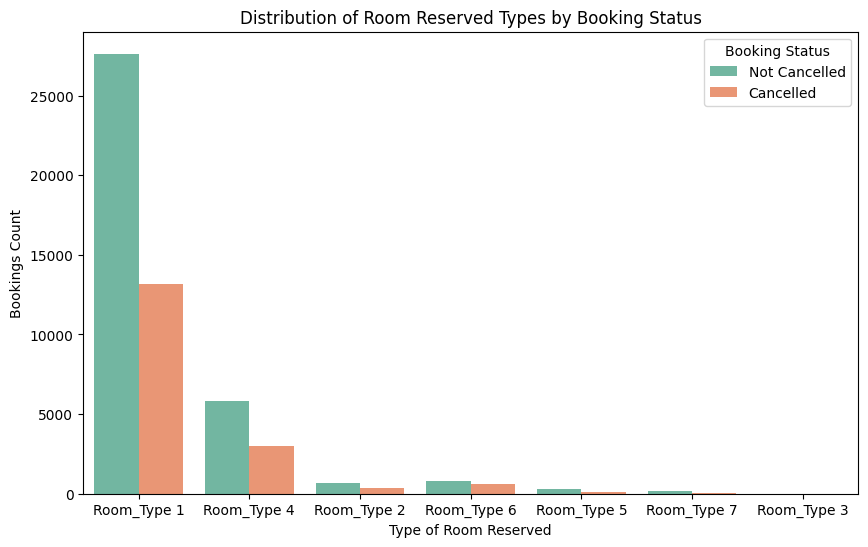 Distribution of Room Reserved Types by Booking Status
Booking Status
Not Cancelled
Cancelled
Bookings Count
25000
20000
15000
10000
5000
0
Room_Type 1
Room_Type 4
Room_Type 2
Room_Type 6
Room_Type 5
Room_Type 7
Room_Type 3
Type of Room Reserved